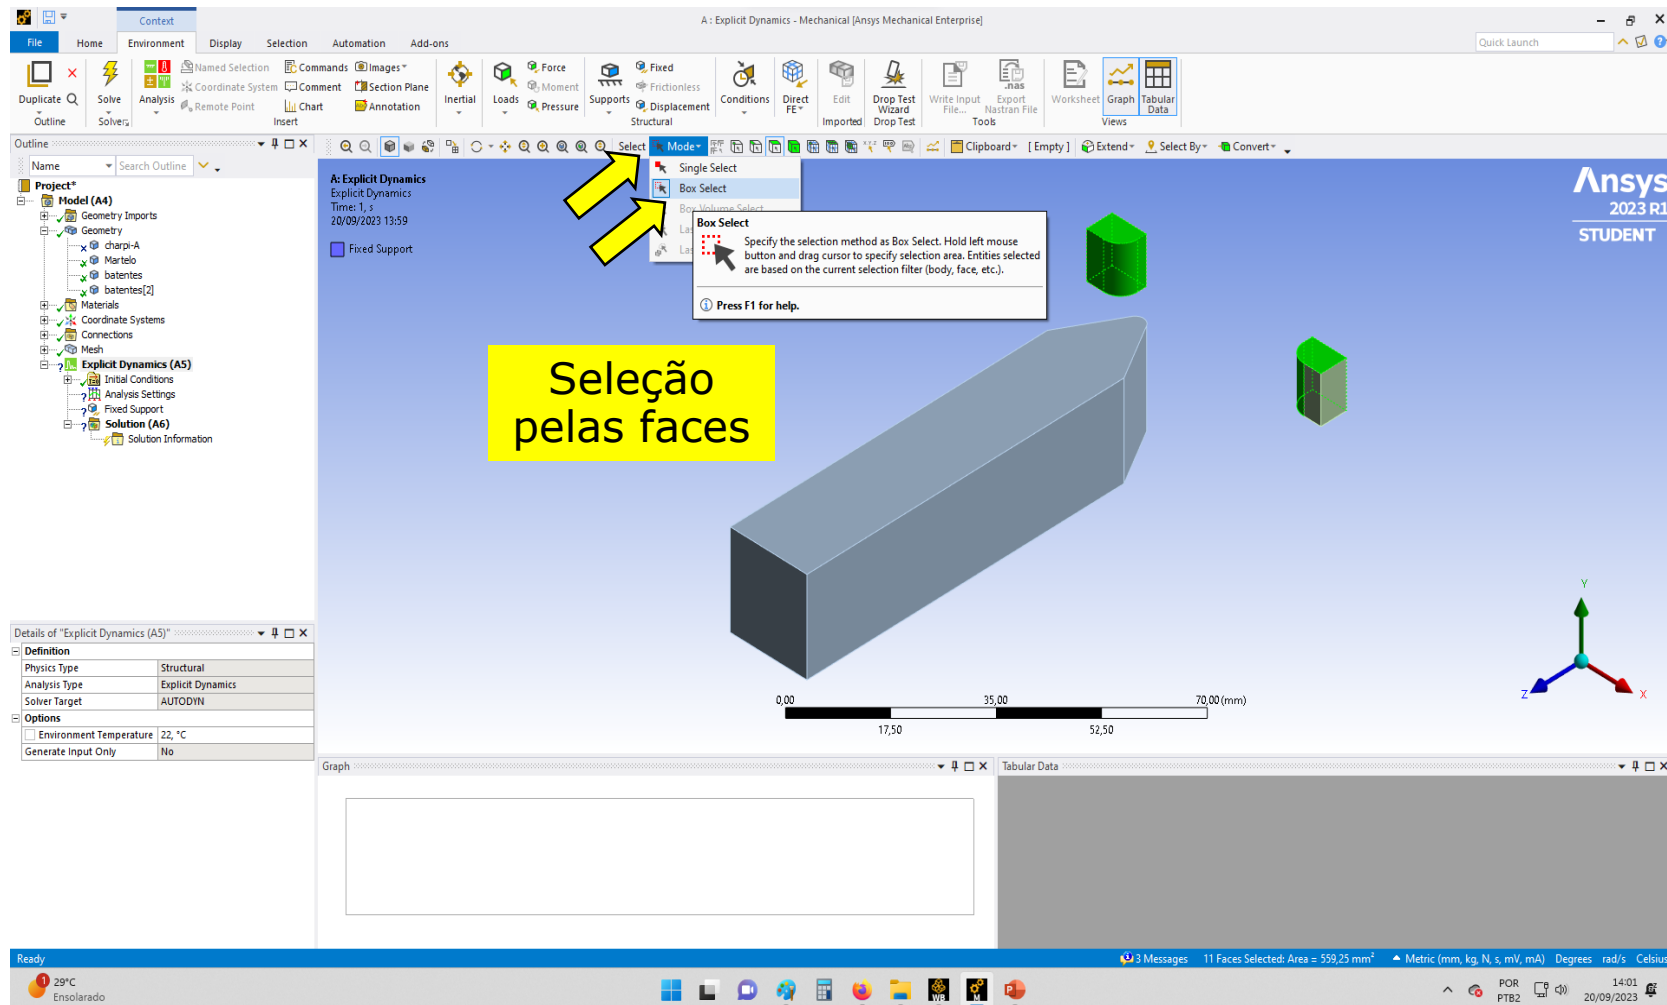 Context
A : Explicit Dynamics - Mechanical [Ansys Mechanical Enterprise]
File Home Environment Display Selection Automation Add-ons
Quick Launch
Duplicate
Outline
Solve
Solvers
Analysis
Named Selection
Coordinate System
Remote Point
Commands
Comment
Chart
Images
Section Plane
Annotation
Insert
Inertial
Loads
Force
Moment
Pressure
Supports
Fixed
Frictionless
Displacement
Structural
Conditions
Direct
FE
Edit
Imported
Drop Test
Wizard
Drop Test
Write Input
File...
Export
.nas
Nastran File
Tools
Worksheet
Graph
Tabular
Data
Views
Outline
Name
Search Outline
Select Mode Clipboard [ Empty ] Extend Select By Convert
Project*
Model (A4)
Geometry Imports
Geometry
charpi-A
Martelo
batentes
batentes[2]
Materials
Coordinate Systems
Connections
Mesh
Explicit Dynamics (A5)
Initial Conditions
Analysis Settings
Fixed Support
Solution (A6)
Solution Information
A: Explicit Dynamics
Explicit Dynamics
Time: 1, s
20/09/2023 13:59
Fixed Support
Single Select
Box Select
Box Volume Select
Las
Las
Box Select
Specify the selection method as Box Select. Hold left mouse
button and drag cursor to specify selection area. Entities selected
are based on the current selection filter (body, face, etc.).
Press F1 for help.
Ansys
2023 R1
STUDENT
Seleção
pelas faces
0,00 35,00 70,00 (mm)
17,50 52,50
Y
Z
X
Details of "Explicit Dynamics (A5)"
Definition
Physics Type Structural
Analysis Type Explicit Dynamics
Solver Target AUTODYN
Options
Environment Temperature 22, °C
Generate Input Only No
Graph
Tabular Data
Ready
3 Messages 11 Faces Selected: Area = 559,25 mm² Metric (mm, kg, N, s, mV, mA) Degrees rad/s Celsius
1
29°C
Ensolarado
WB
M
POR
PTB2
14:01
20/09/2023